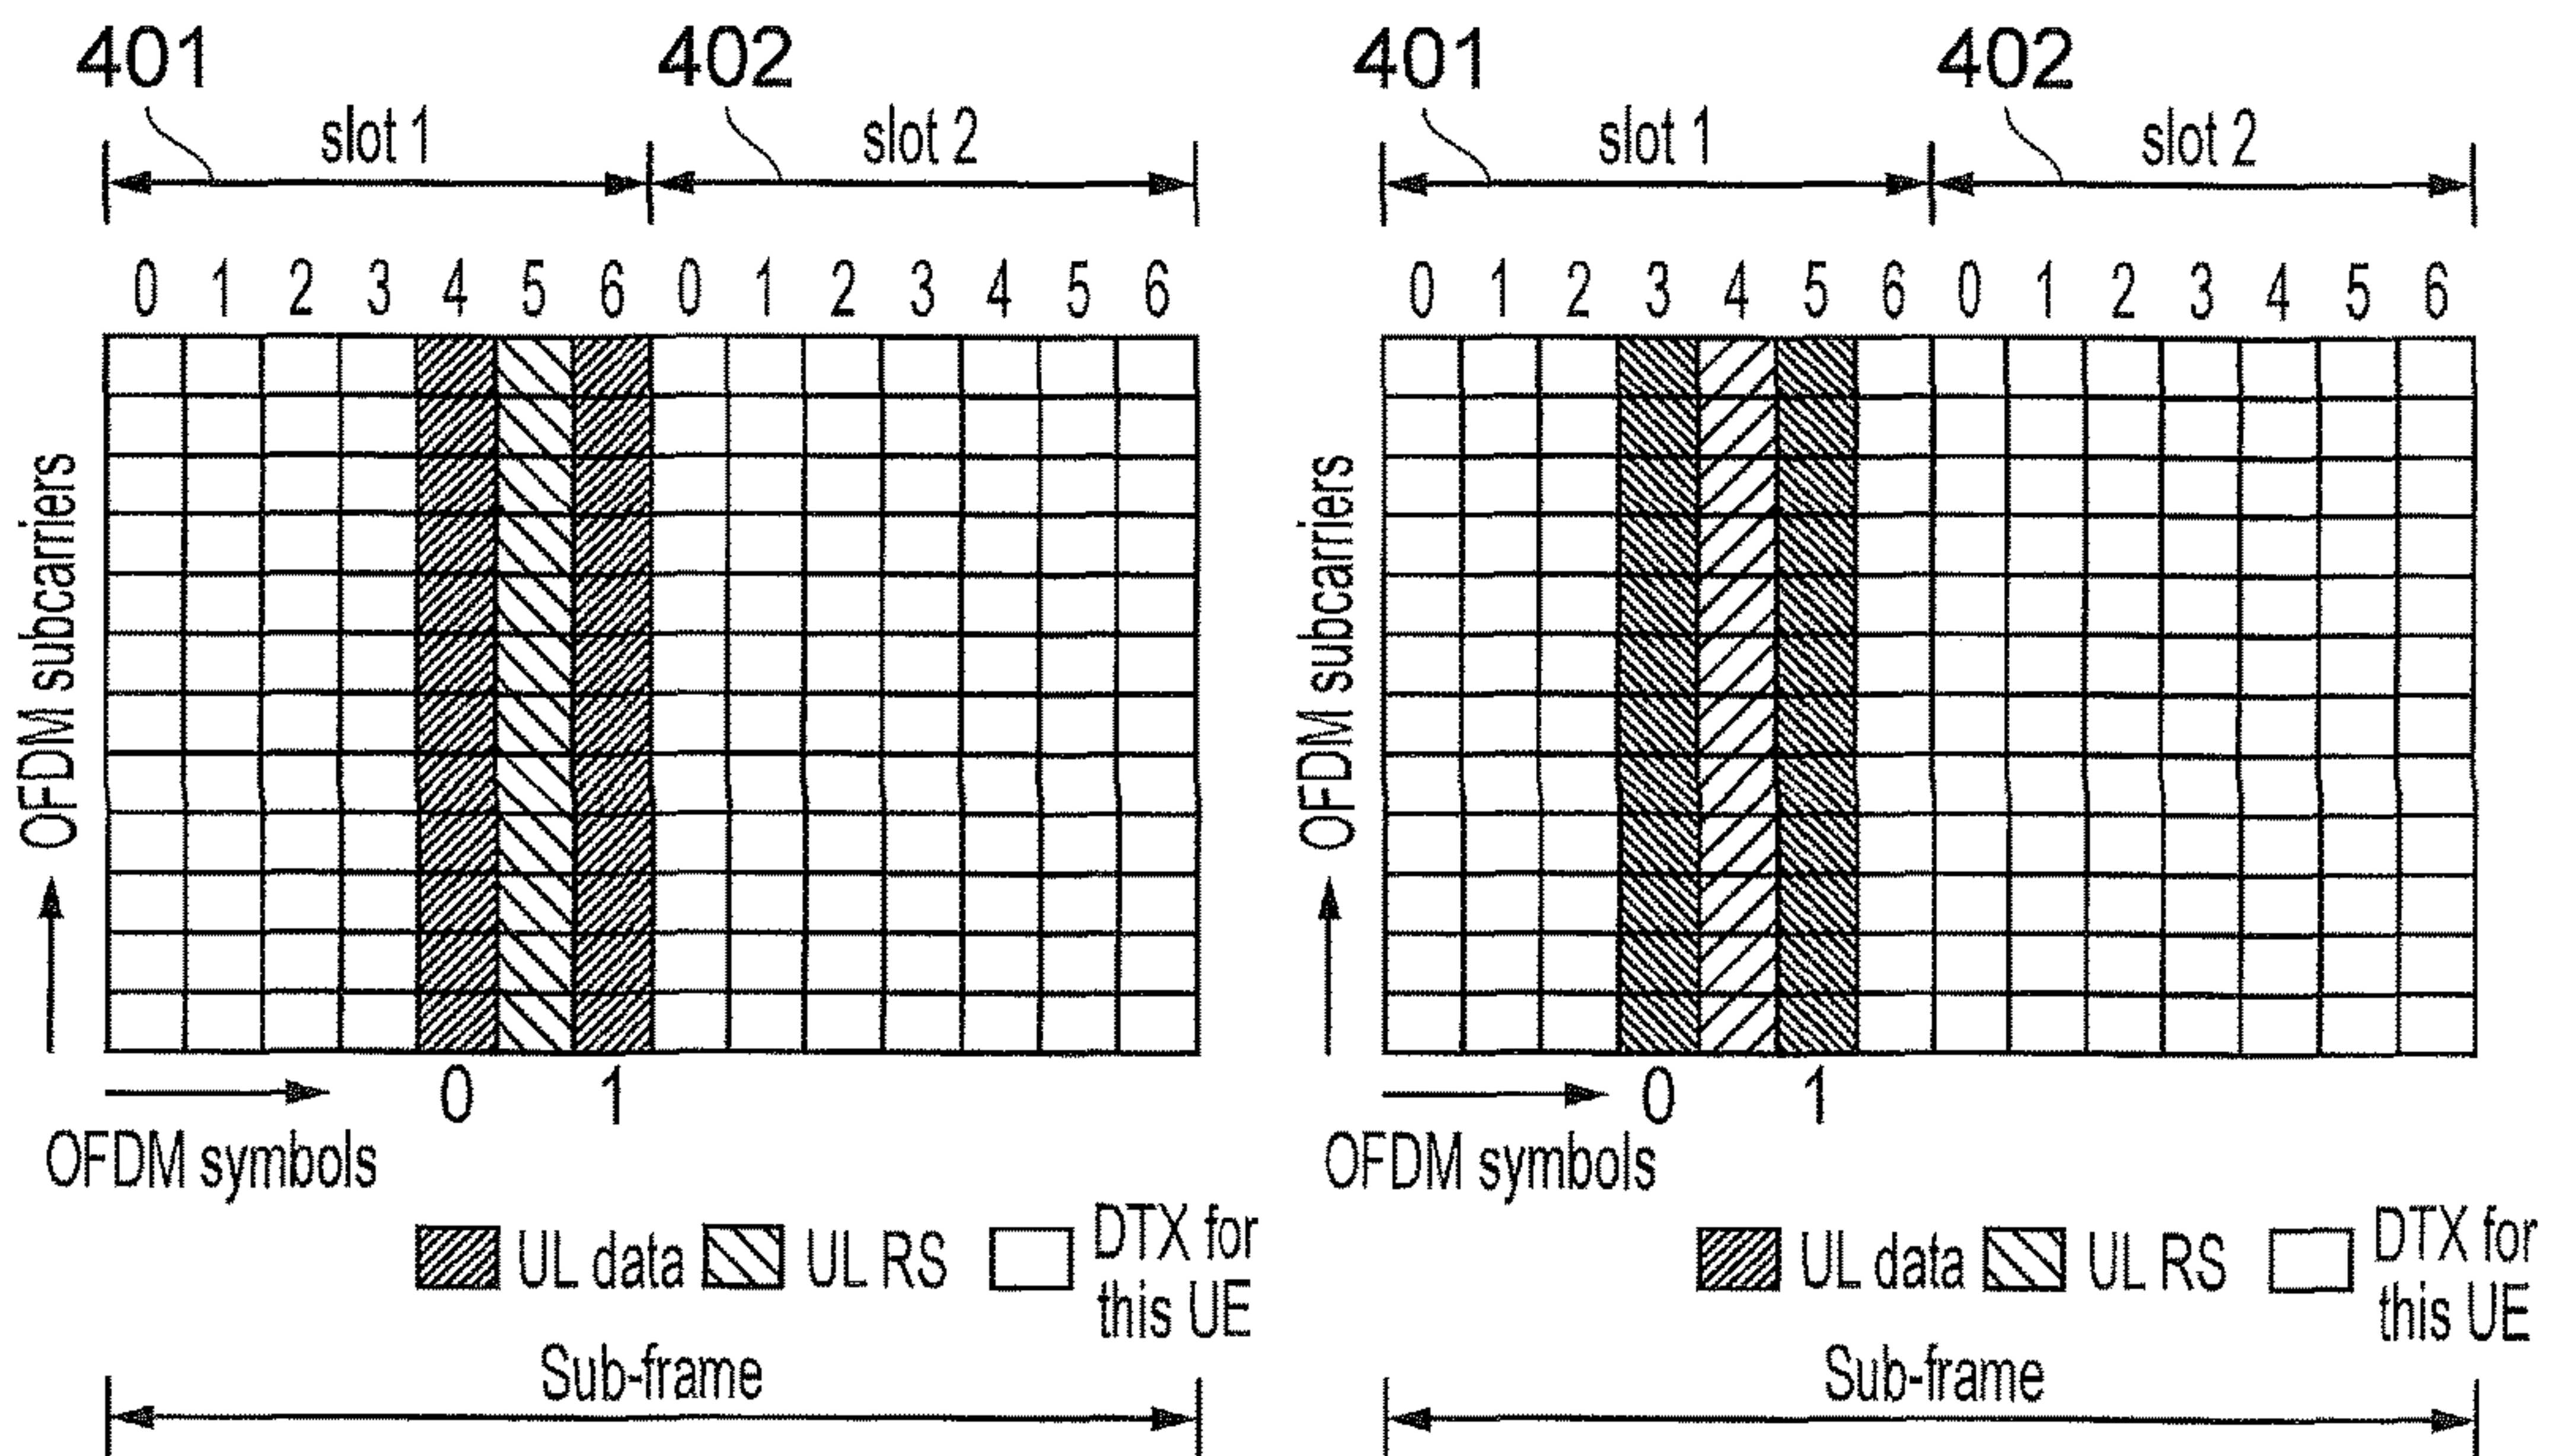 401 402
slot 1 slot 2
0 1 2 3 4 5 6 0 1 2 3 4 5 6
OFDM subcarriers
0 1
OFDM symbols
UL data UL RS DTX for
this UE
Sub-frame
401 402
slot 1 slot 2
0 1 2 3 4 5 6 0 1 2 3 4 5 6
OFDM subcarriers
0 1
OFDM symbols
UL data UL RS DTX for
this UE
Sub-frame